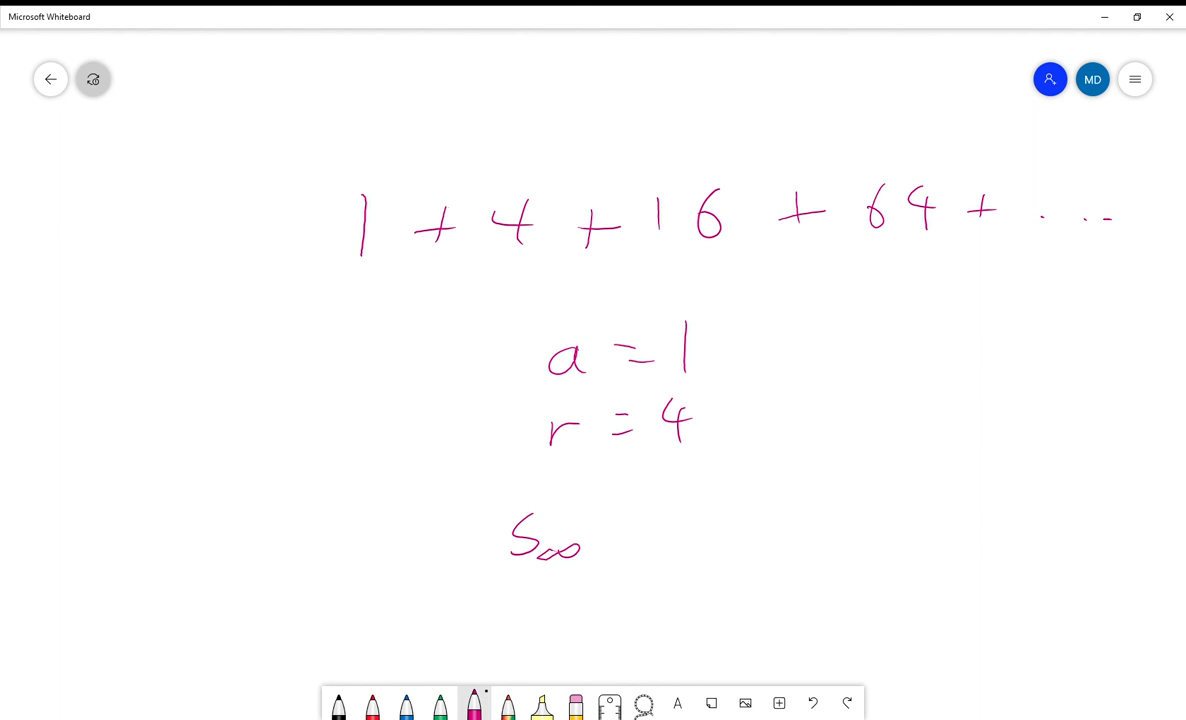 Microsoft Whiteboard
MD
1 + 4 + 16 + 64 + ....
a = 1
r = 4
S∞
A